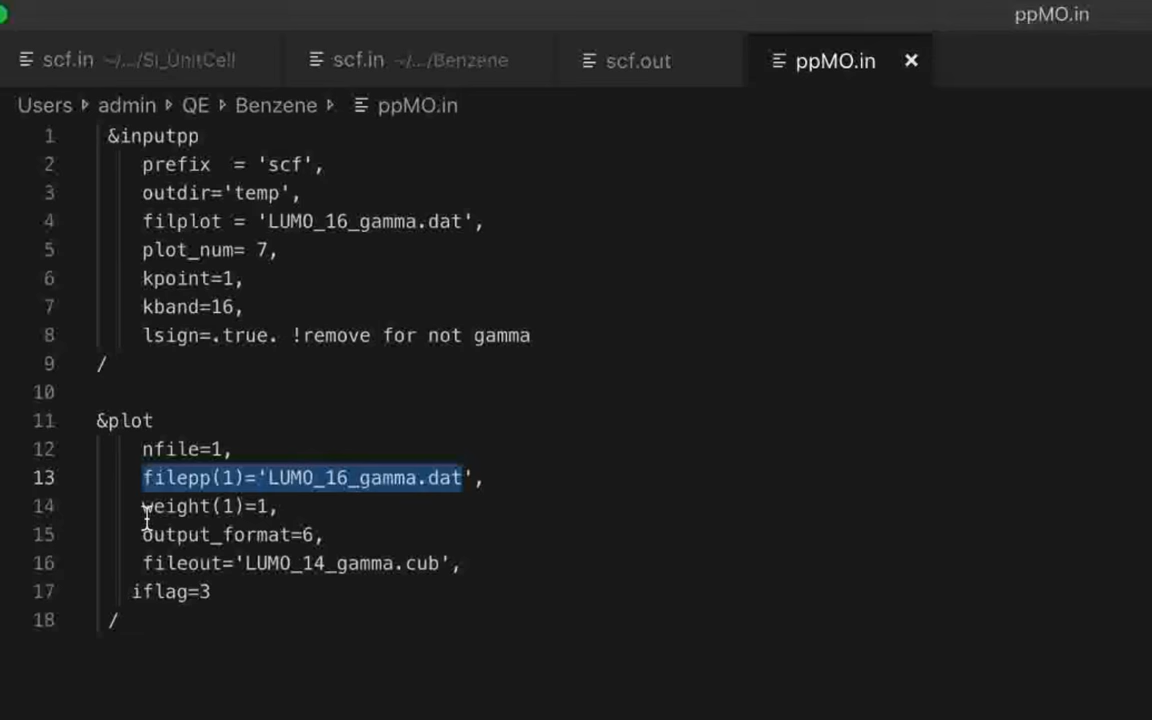 ppMO.in
scf.in ~/.../Si_UnitCell scf.in ~/.../Benzene scf.out ppMO.in
Users admin QE Benzene ppMO.in
1 &inputpp
2 prefix = 'scf',
3 outdir='temp',
4 filplot = 'LUMO_16_gamma.dat',
5 plot_num= 7,
6 kpoint=1,
7 kband=16,
8 lsign=.true. !remove for not gamma
9 /
10
11 &plot
12 nfile=1,
13 filepp(1)='LUMO_16_gamma.dat',
14 weight(1)=1,
15 output_format=6,
16 fileout='LUMO_14_gamma.cub',
17 iflag=3
18 /